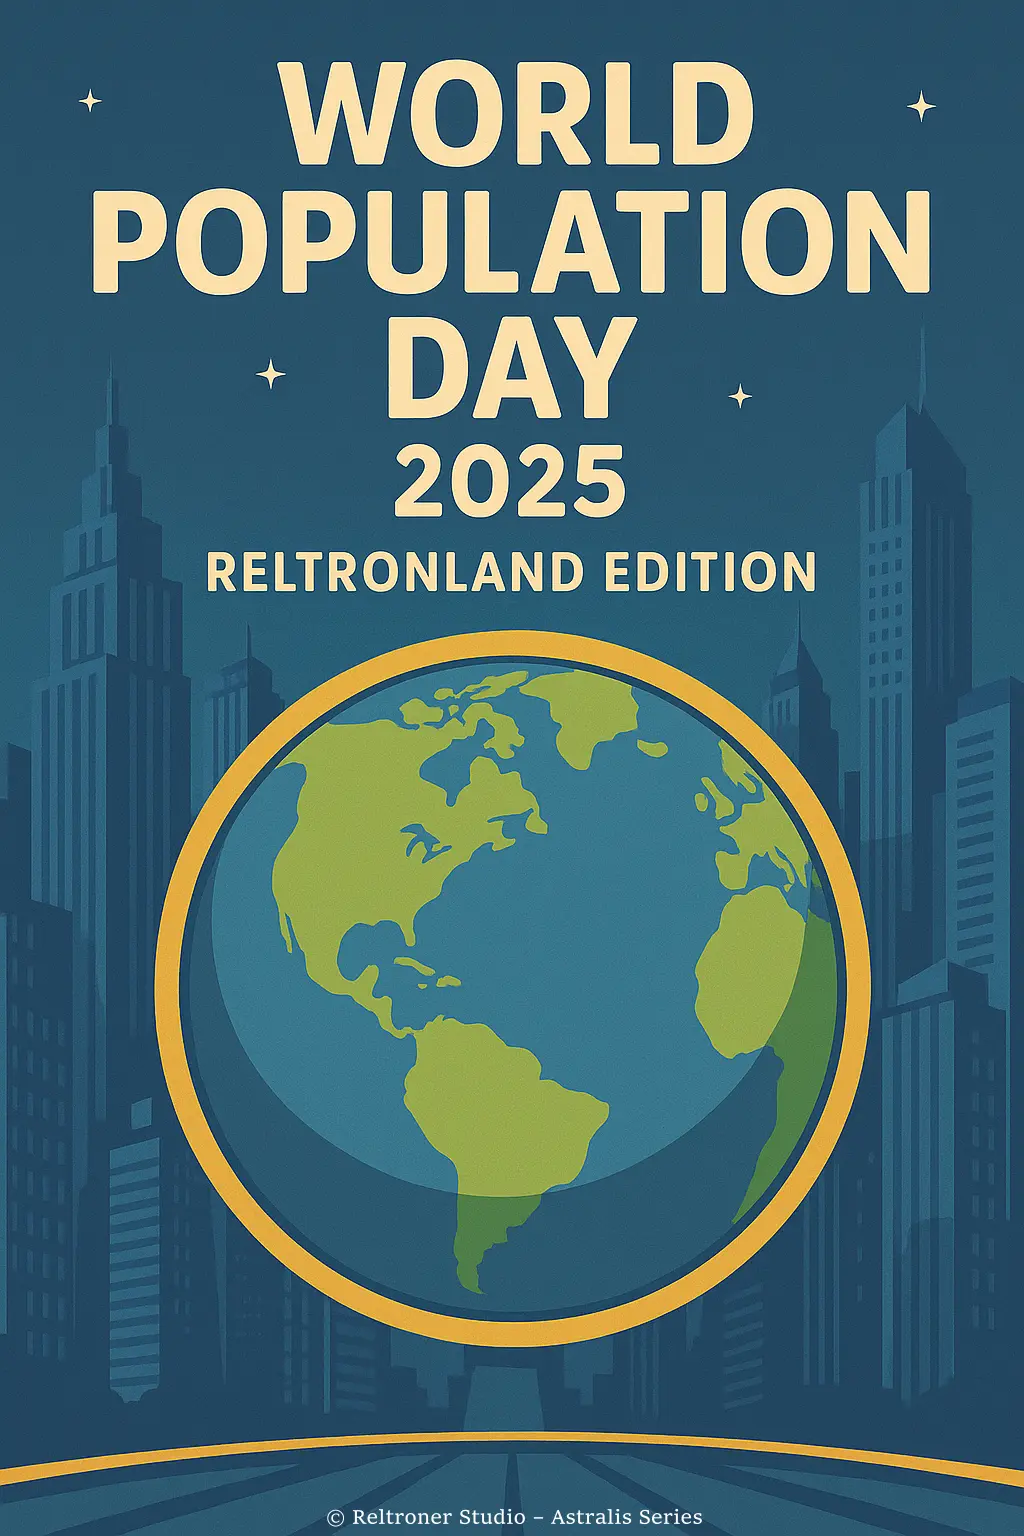 WORLD
POPULATION
DAY
2025
RELTRONLAND EDITION
© Reltroner Studio – Astralis Series